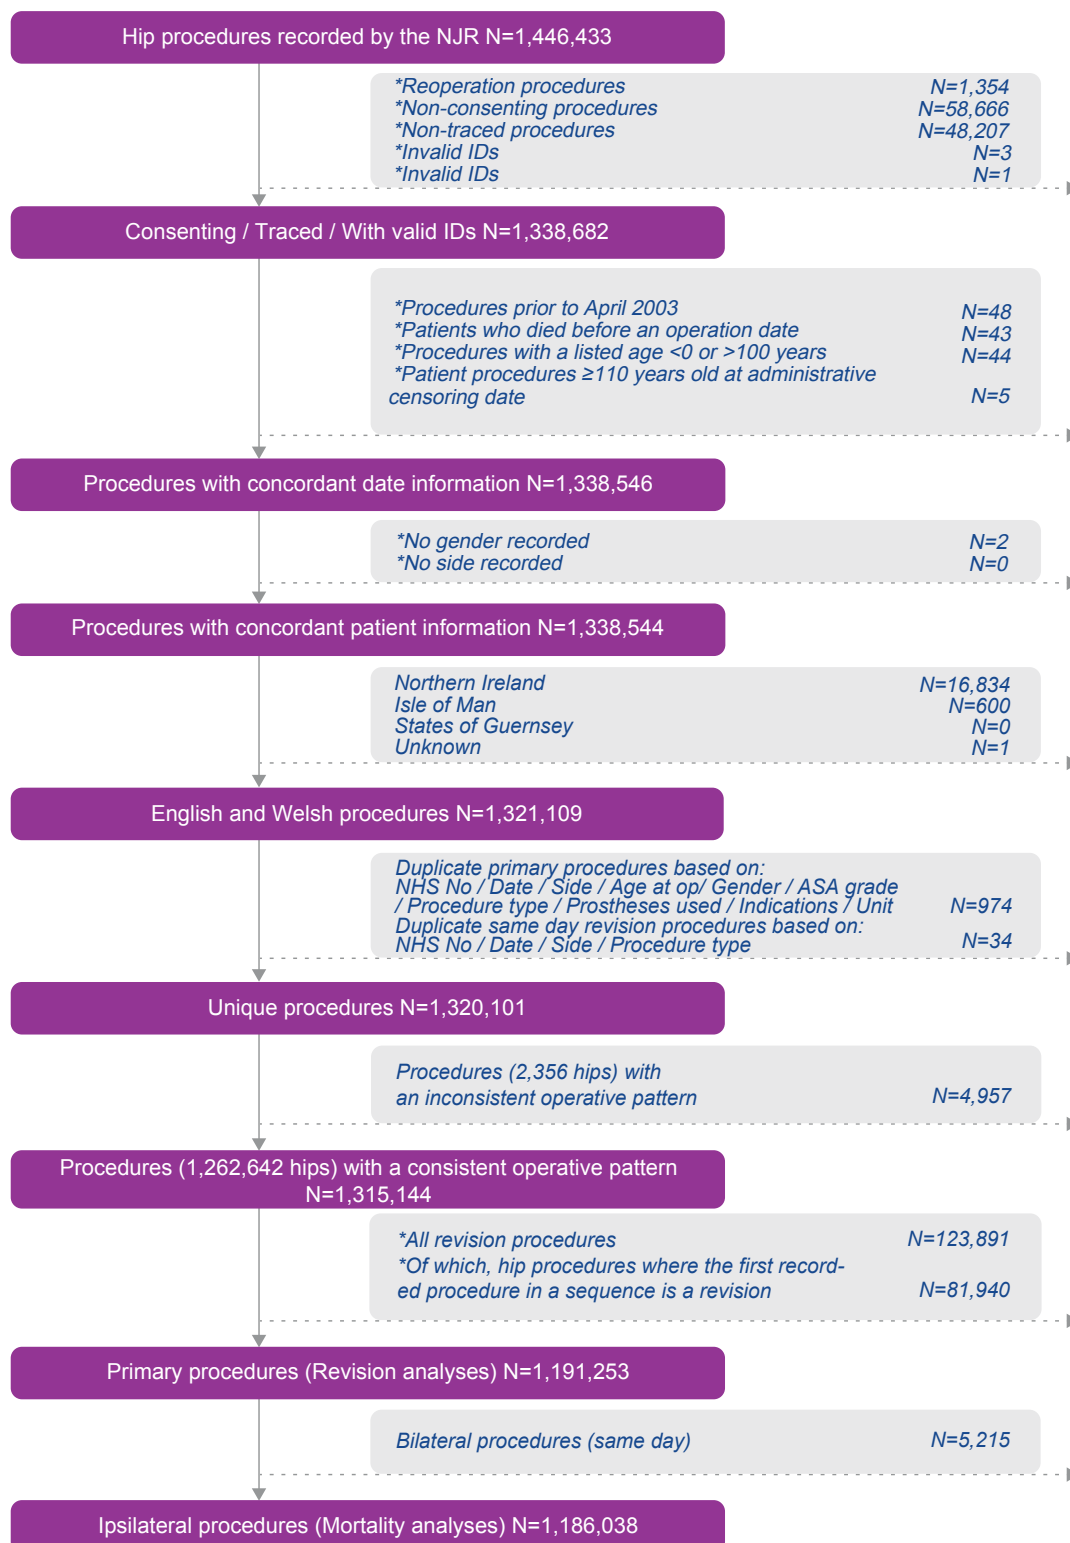 Hip procedures recorded by the NJR N=1,446,433
*Reoperation procedures N=1,354
*Non-consenting procedures N=58,666
*Non-traced procedures N=48,207
*Invalid IDs N=3
*Invalid IDs N=1
Consenting / Traced / With valid IDs N=1,338,682
*Procedures prior to April 2003 N=48
*Patients who died before an operation date N=43
*Procedures with a listed age <0 or >100 years N=44
*Patient procedures ≥110 years old at administrative
censoring date N=5
Procedures with concordant date information N=1,338,546
*No gender recorded N=2
*No side recorded N=0
Procedures with concordant patient information N=1,338,544
Northern Ireland N=16,834
Isle of Man N=600
States of Guernsey N=0
Unknown N=1
English and Welsh procedures N=1,321,109
Duplicate primary procedures based on:
NHS No / Date / Side / Age at op/ Gender / ASA grade
/ Procedure type / Prostheses used / Indications / Unit N=974
Duplicate same day revision procedures based on:
NHS No / Date / Side / Procedure type N=34
Unique procedures N=1,320,101
Procedures (2,356 hips) with
an inconsistent operative pattern N=4,957
Procedures (1,262,642 hips) with a consistent operative pattern
N=1,315,144
*All revision procedures N=123,891
*Of which, hip procedures where the first record-
ed procedure in a sequence is a revision N=81,940
Primary procedures (Revision analyses) N=1,191,253
Bilateral procedures (same day) N=5,215
Ipsilateral procedures (Mortality analyses) N=1,186,038